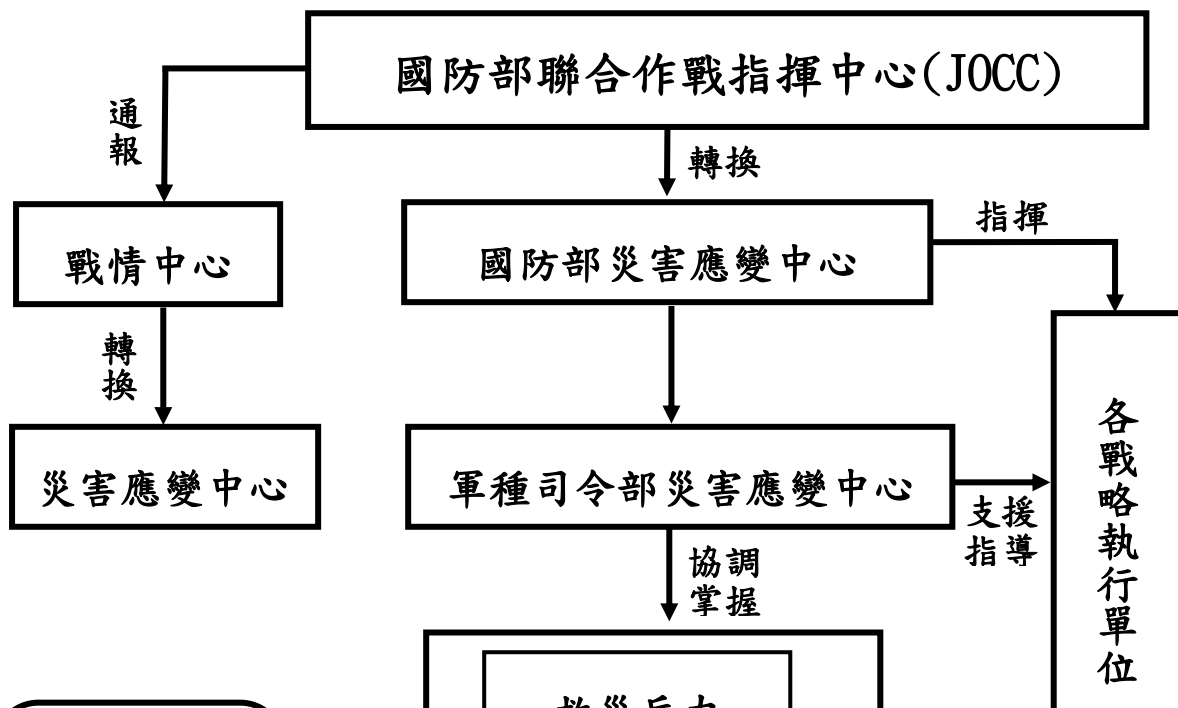 國防部聯合作戰指揮中心(JOCC)
通報
轉換
指揮
戰情中心
國防部災害應變中心
轉換
災害應變中心
軍種司令部災害應變中心
支援
指導
各戰略執行單位
協調
掌握